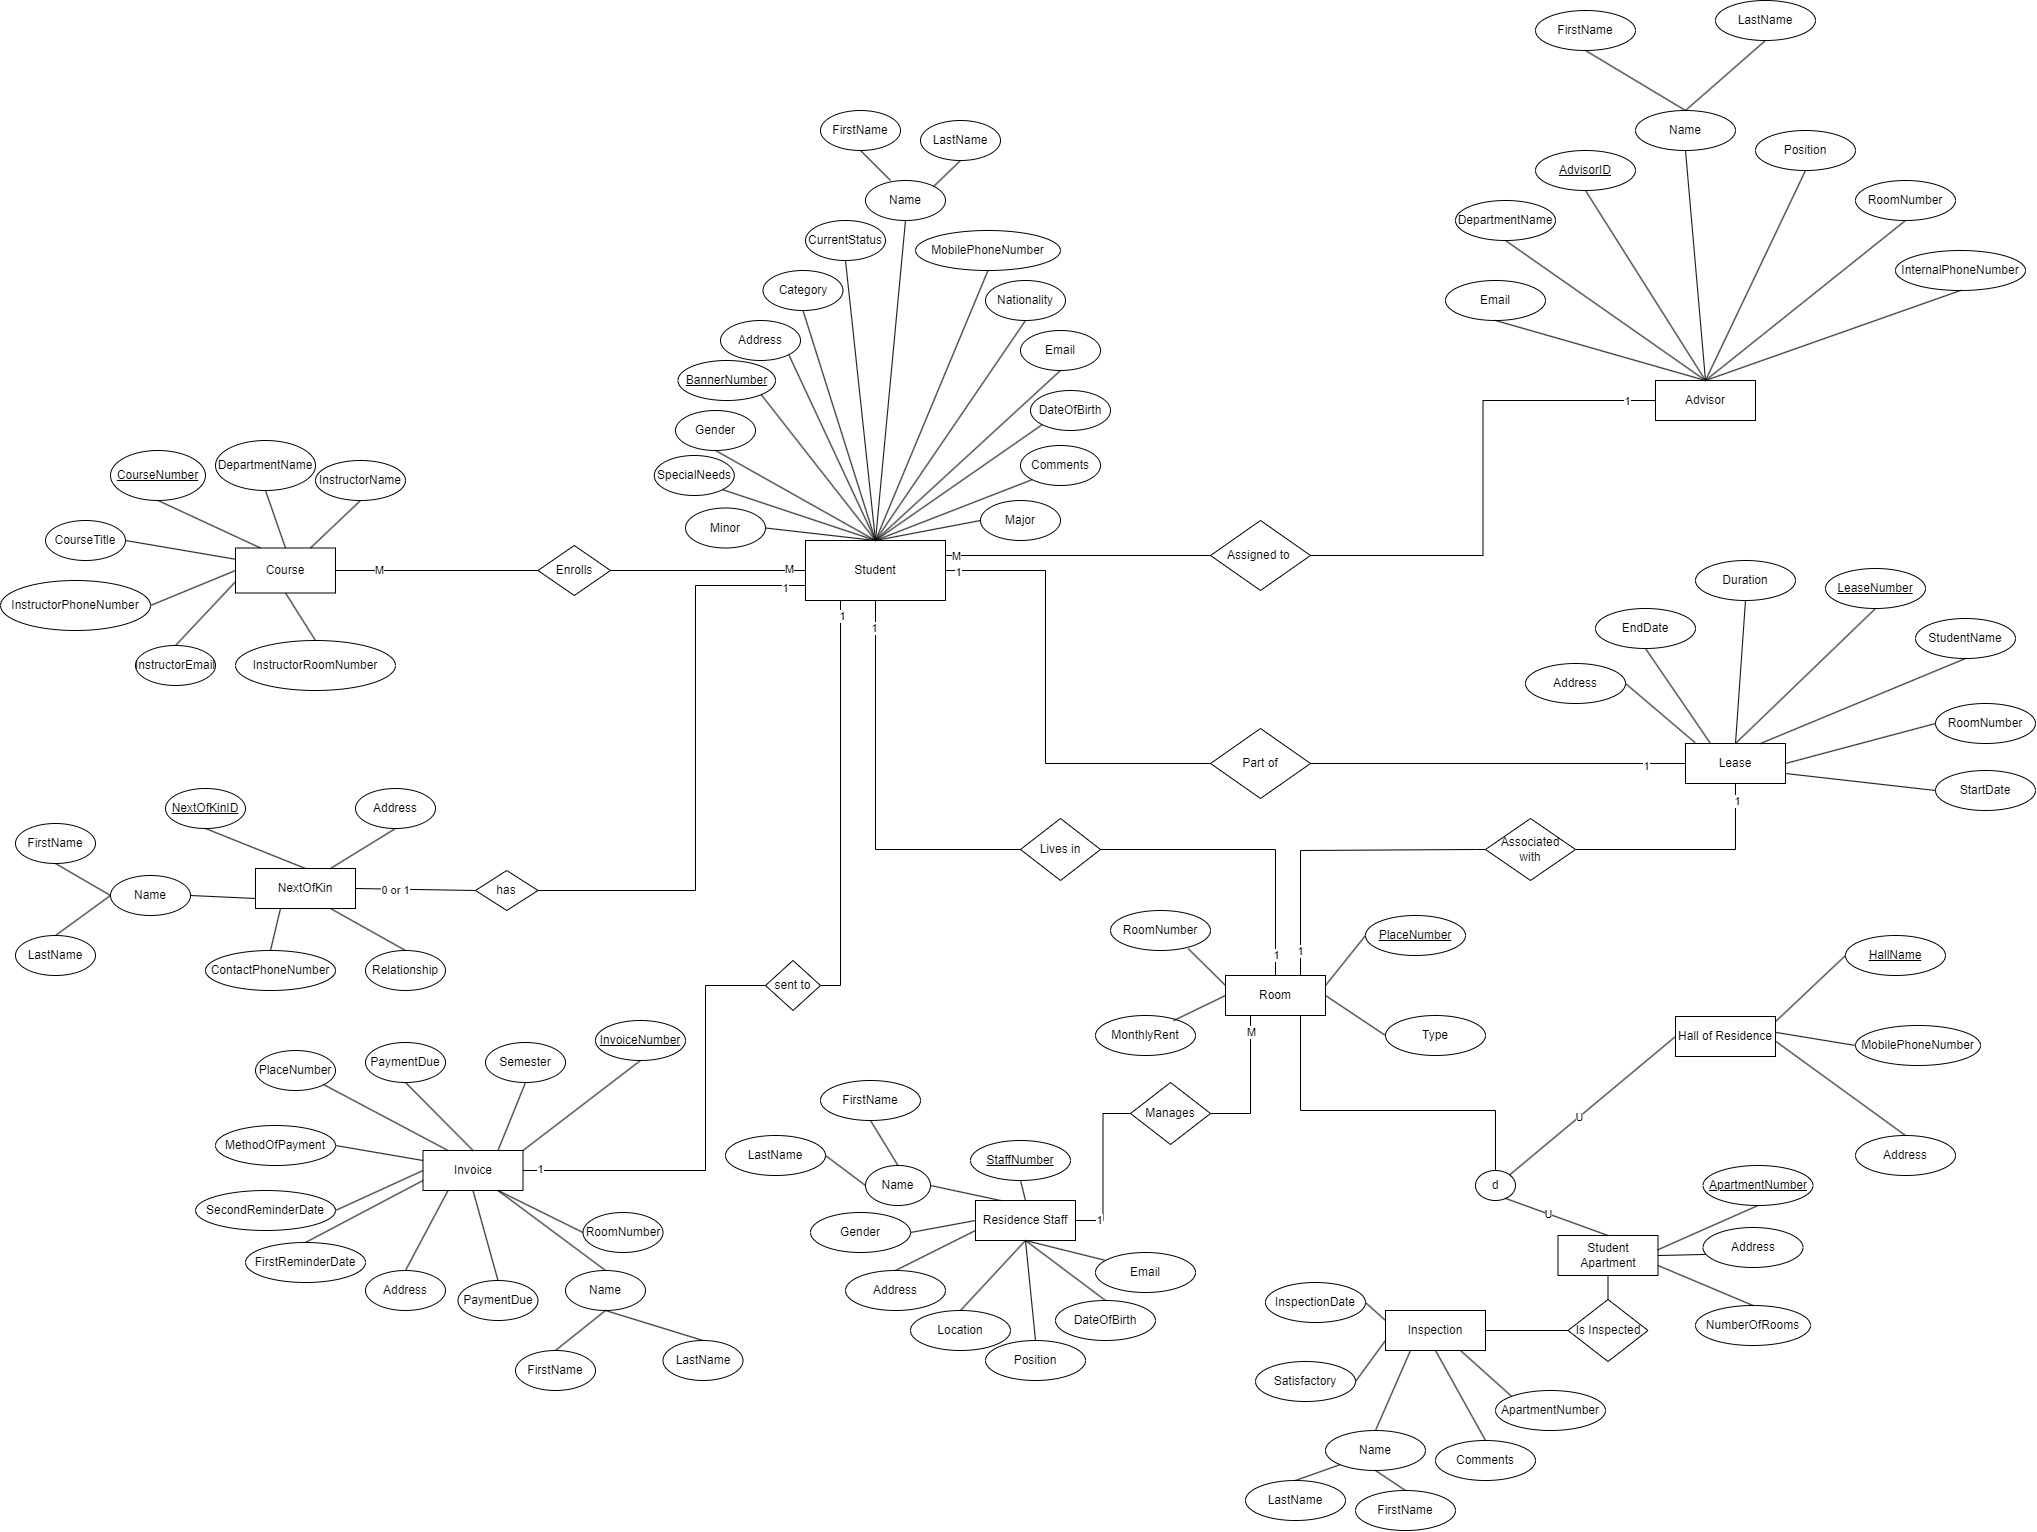 FirstName
LastName
Name
AdvisorID
Position
DepartmentName
RoomNumber
Email
InternalPhoneNumber
Advisor
1
FirstName
LastName
Name
CurrentStatus
MobilePhoneNumber
Category
Nationality
Address
Email
BannerNumber
DateOfBirth
Gender
Comments
SpecialNeeds
Major
Minor
Student
M
1
M
1
1
1
Assigned to
CourseNumber
DepartmentName
InstructorName
CourseTitle
Course
M
Enrolls
InstructorPhoneNumber
InstructorEmail
InstructorRoomNumber
Duration
LeaseNumber
EndDate
StudentName
Address
RoomNumber
Lease
StartDate
1
1
Part of
Lives in
Associated
with
NextOfKinID
Address
FirstName
Name
NextOfKin
0 or 1
has
LastName
ContactPhoneNumber
Relationship
sent to
RoomNumber
PlaceNumber
1
1
Room
MonthlyRent
Type
M
HallName
Hall of Residence
MobilePhoneNumber
Address
U
d
U
InvoiceNumber
PlaceNumber
PaymentDue
Semester
MethodOfPayment
Invoice
1
SecondReminderDate
FirstReminderDate
RoomNumber
Address
PaymentDue
Name
FirstName
LastName
Manages
FirstName
LastName
Name
StaffNumber
Residence Staff
1
Gender
Address
Email
Location
DateOfBirth
Position
ApartmentNumber
Student
Apartment
Address
NumberOfRooms
Is Inspected
InspectionDate
Inspection
Satisfactory
ApartmentNumber
Name
Comments
LastName
FirstName